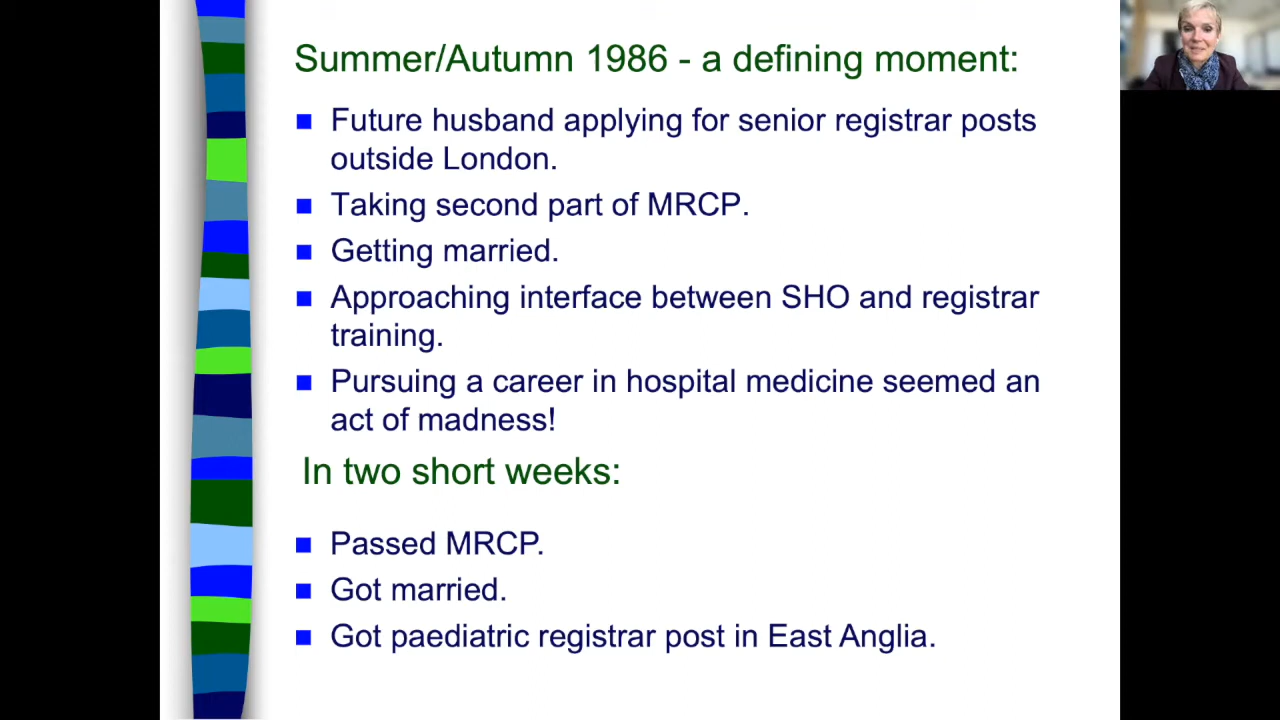 Summer/Autumn 1986 - a defining moment:
Future husband applying for senior registrar posts
outside London.
Taking second part of MRCP.
Getting married.
Approaching interface between SHO and registrar
training.
Pursuing a career in hospital medicine seemed an
act of madness!
In two short weeks:
Passed MRCP.
Got married.
Got paediatric registrar post in East Anglia.